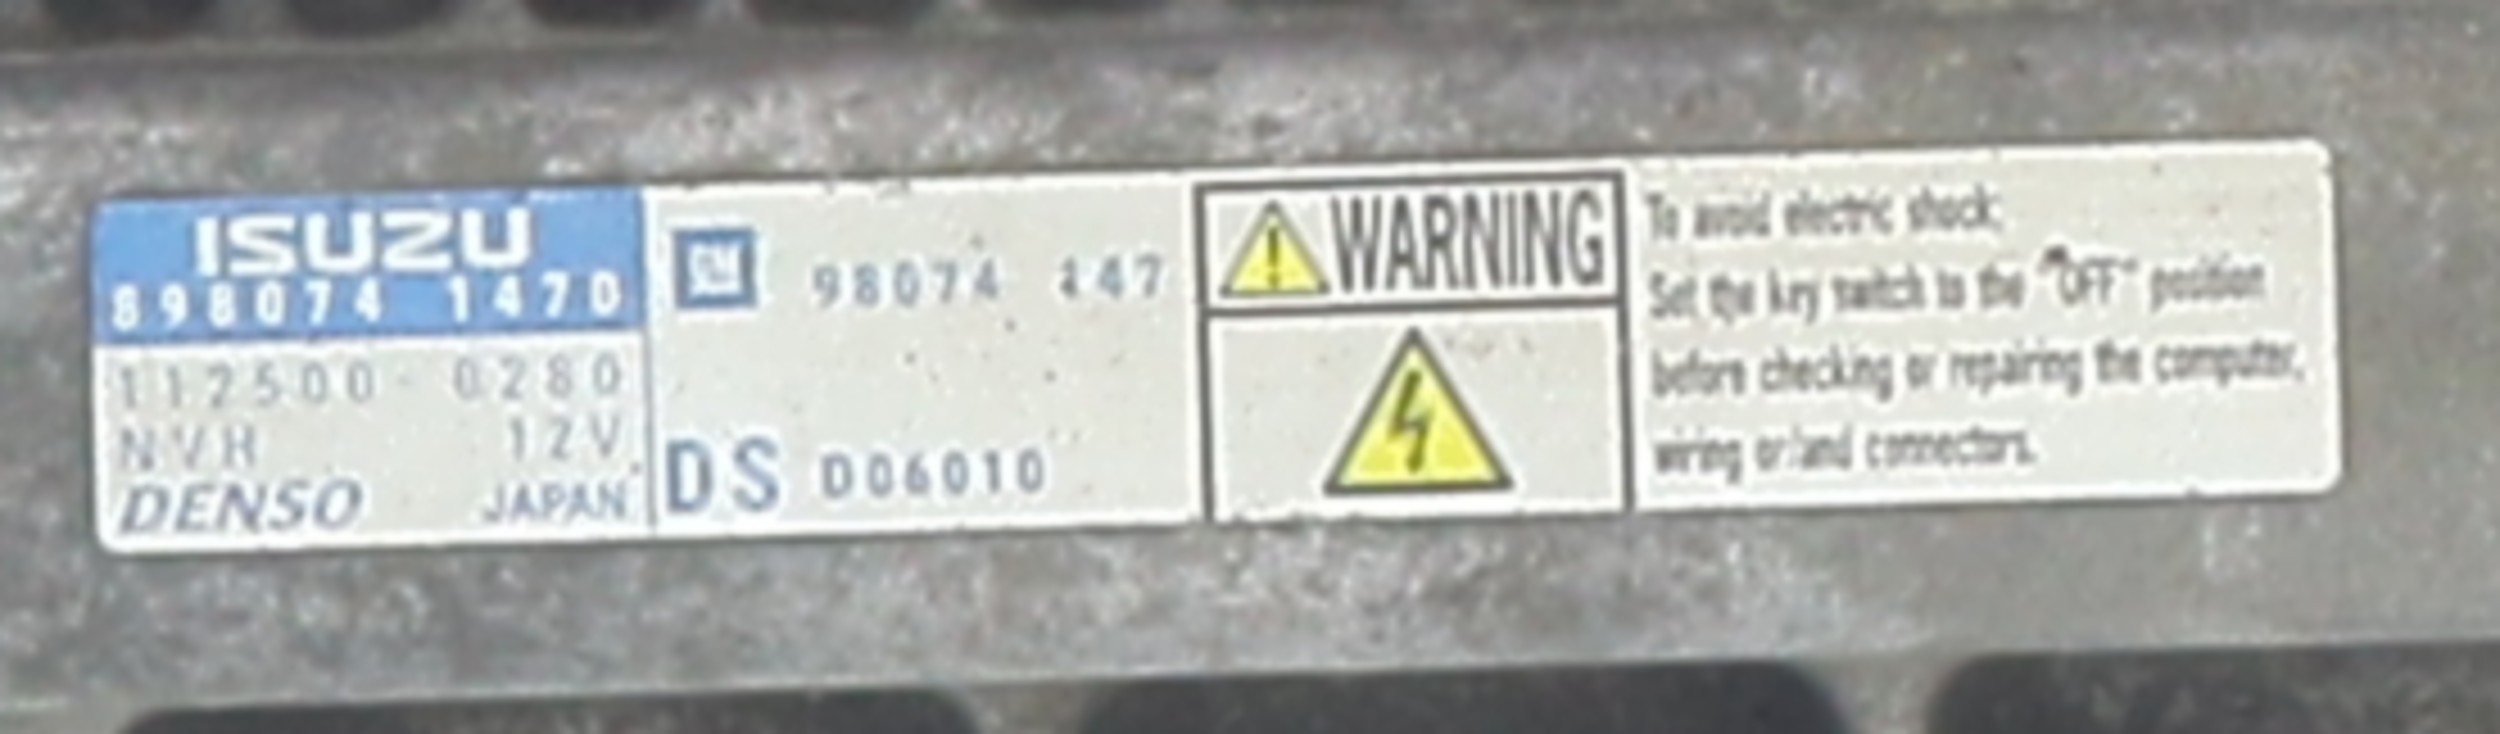 ISUZU
898074 1470
112500- 0280
NVH 12V
DENSO JAPAN
GM 98074 147
DS D06010
WARNING
To avoid electric shock;
Set the key switch to the "OFF" position
before checking or repairing the computer,
wiring or/and connectors.